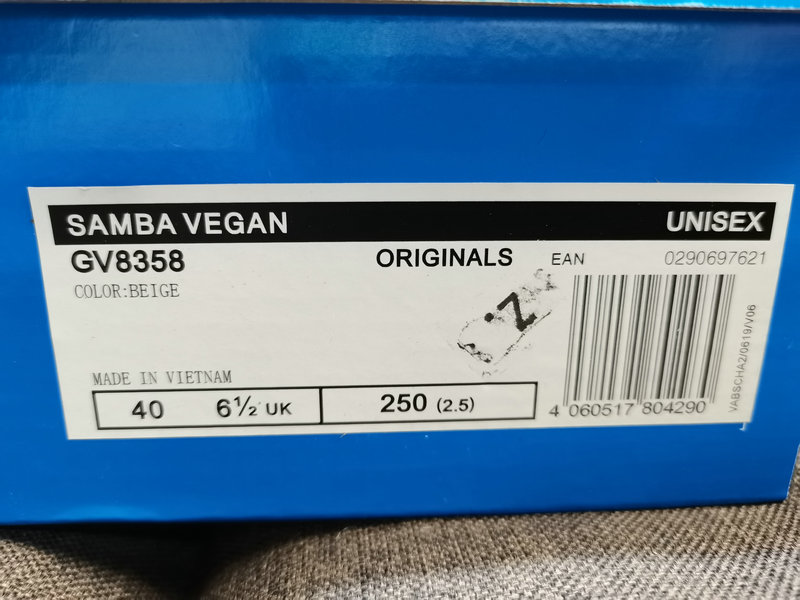 SAMBA VEGAN UNISEX
GV8358 ORIGINALS EAN 0290697621
COLOR:BEIGE
MADE IN VIETNAM
40 6½ UK 250 (2.5)
4 060517 804290
VABSCHA2/0619/V06